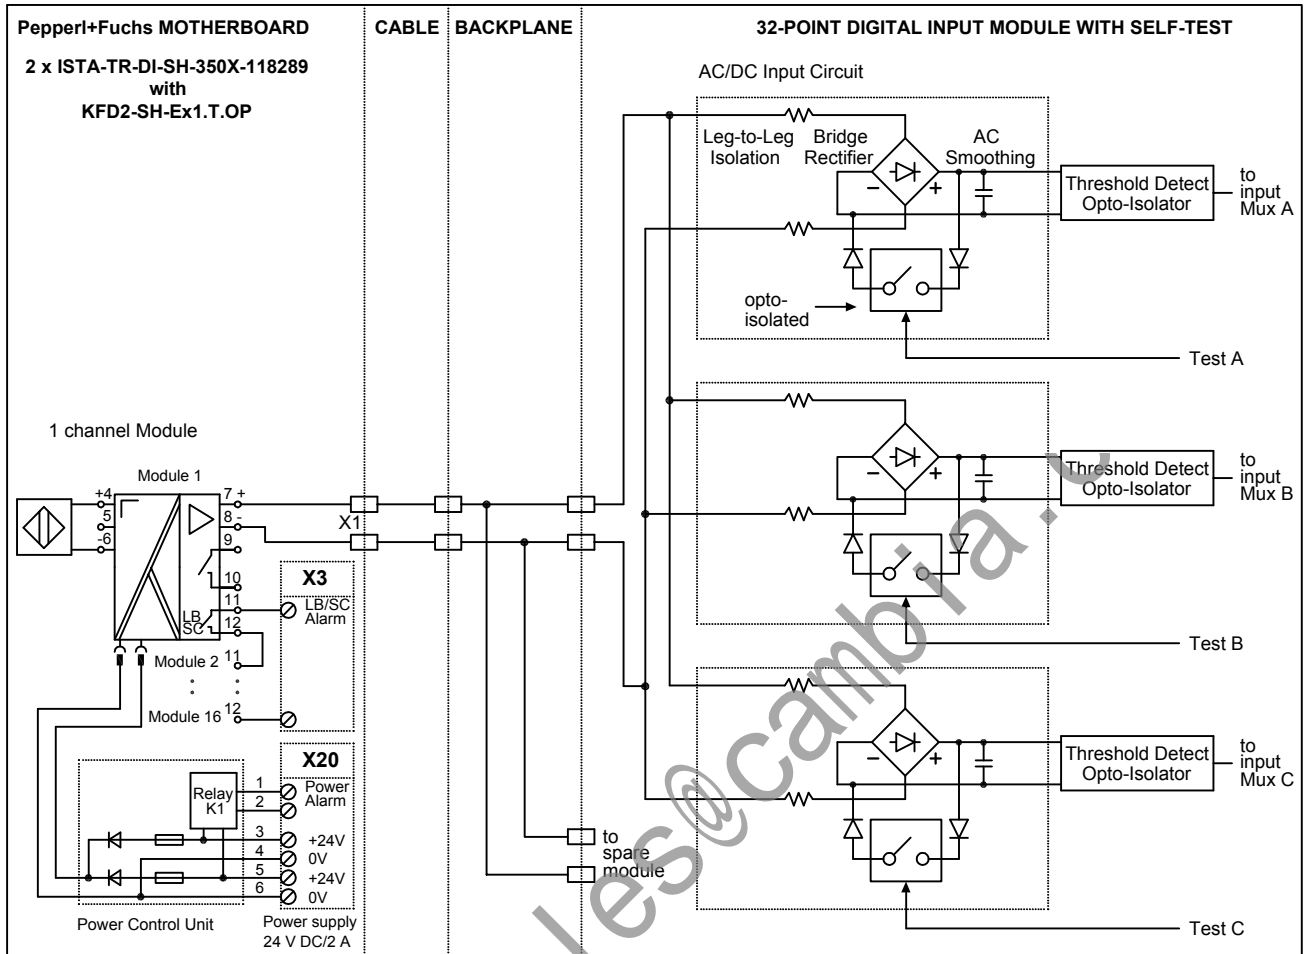 Pepperl+Fuchs MOTHERBOARD
CABLE
BACKPLANE
32-POINT DIGITAL INPUT MODULE WITH SELF-TEST
2 x ISTA-TR-DI-SH-350X-118289
with
KFD2-SH-Ex1.T.OP
AC/DC Input Circuit
Leg-to-Leg
Isolation
Bridge
Rectifier
AC
Smoothing
-
+
Threshold Detect
Opto-Isolator
to
input
Mux A
opto-
isolated
Test A
-
+
Threshold Detect
Opto-Isolator
to
input
Mux B
Test B
-
+
Threshold Detect
Opto-Isolator
to
input
Mux C
Test C
1 channel Module
Module 1
+4
5
-6
7 +
8 -
9
10
11
12
LB
SC
X1
X3
LB/SC
Alarm
Module 2
11
Module 16
12
X20
Relay
K1
1
2
3
4
5
6
Power
Alarm
+24V
0V
+24V
0V
Power Control Unit
Power supply
24 V DC/2 A
to
spare
module
les@cambia.c